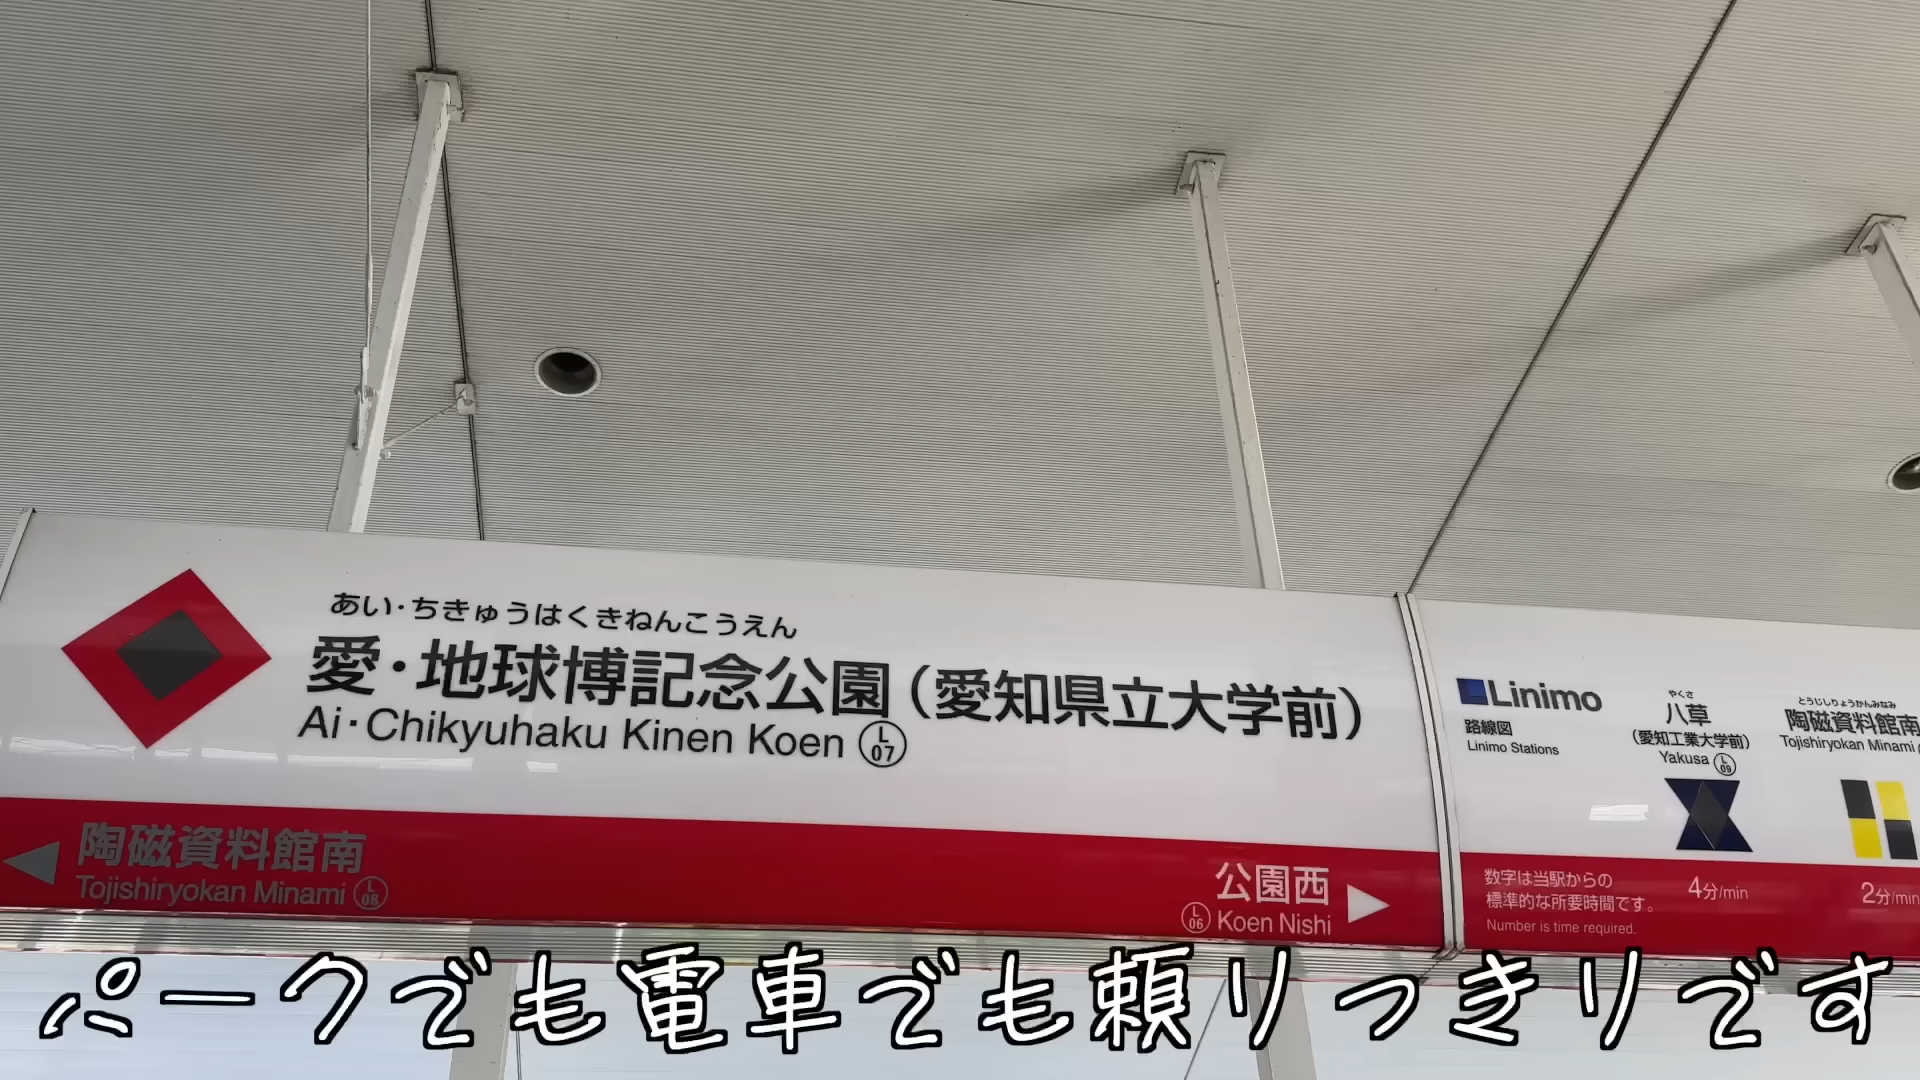 あい・ちきゅうはくきねんこうえん
愛・地球博記念公園(愛知県立大学前)
Ai・Chikyuhaku Kinen Koen L07
陶磁資料館南
Tojishiryokan Minami L08
公園西
L06 Koen Nishi
Linimo
路線図
Linimo Stations
やくさ
八草
(愛知工業大学前)
Yakusa L09
とうじしりょうかんみなみ
陶磁資料館南
Tojishiryokan Minami
数字は当駅からの
標準的な所要時間です。
Number is time required.
4分/min
2分/min
パークでも電車でも頼りっきりです